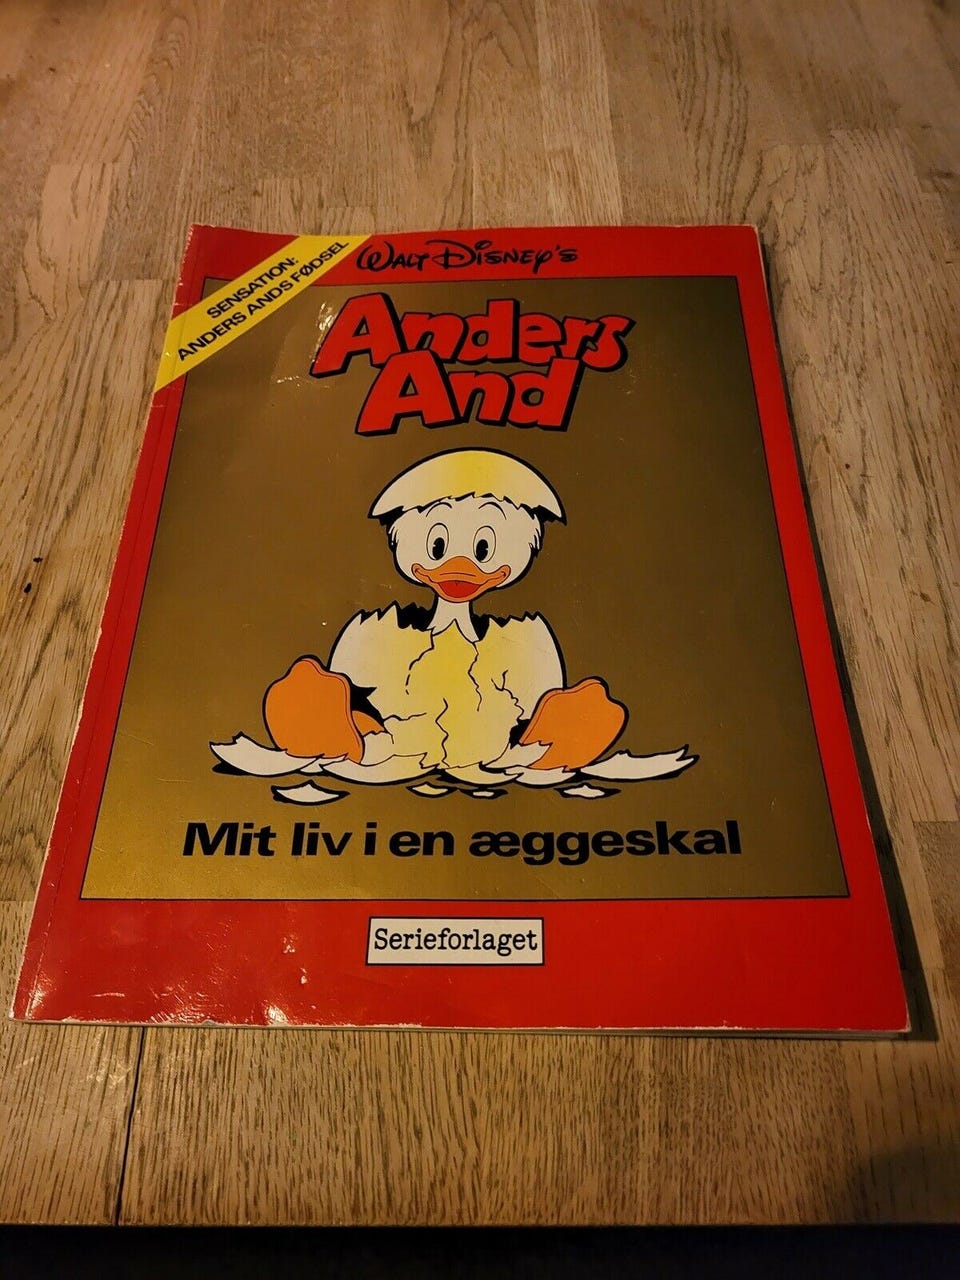 SENSATION:
ANDERS ANDS FØDSEL
WALT DISNEY'S
Anders
And
Mit liv i en æggeskal
Serieforlaget